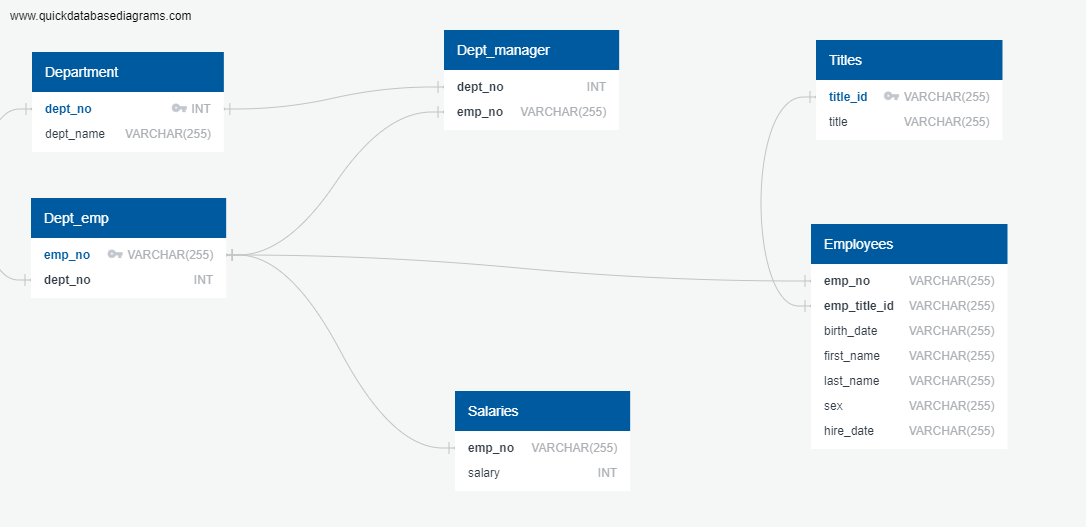 www.quickdatabasediagrams.com
Department
dept_no INT
dept_name VARCHAR(255)
Dept_manager
dept_no INT
emp_no VARCHAR(255)
Titles
title_id VARCHAR(255)
title VARCHAR(255)
Dept_emp
emp_no VARCHAR(255)
dept_no INT
Employees
emp_no VARCHAR(255)
emp_title_id VARCHAR(255)
birth_date VARCHAR(255)
first_name VARCHAR(255)
last_name VARCHAR(255)
sex VARCHAR(255)
hire_date VARCHAR(255)
Salaries
emp_no VARCHAR(255)
salary INT